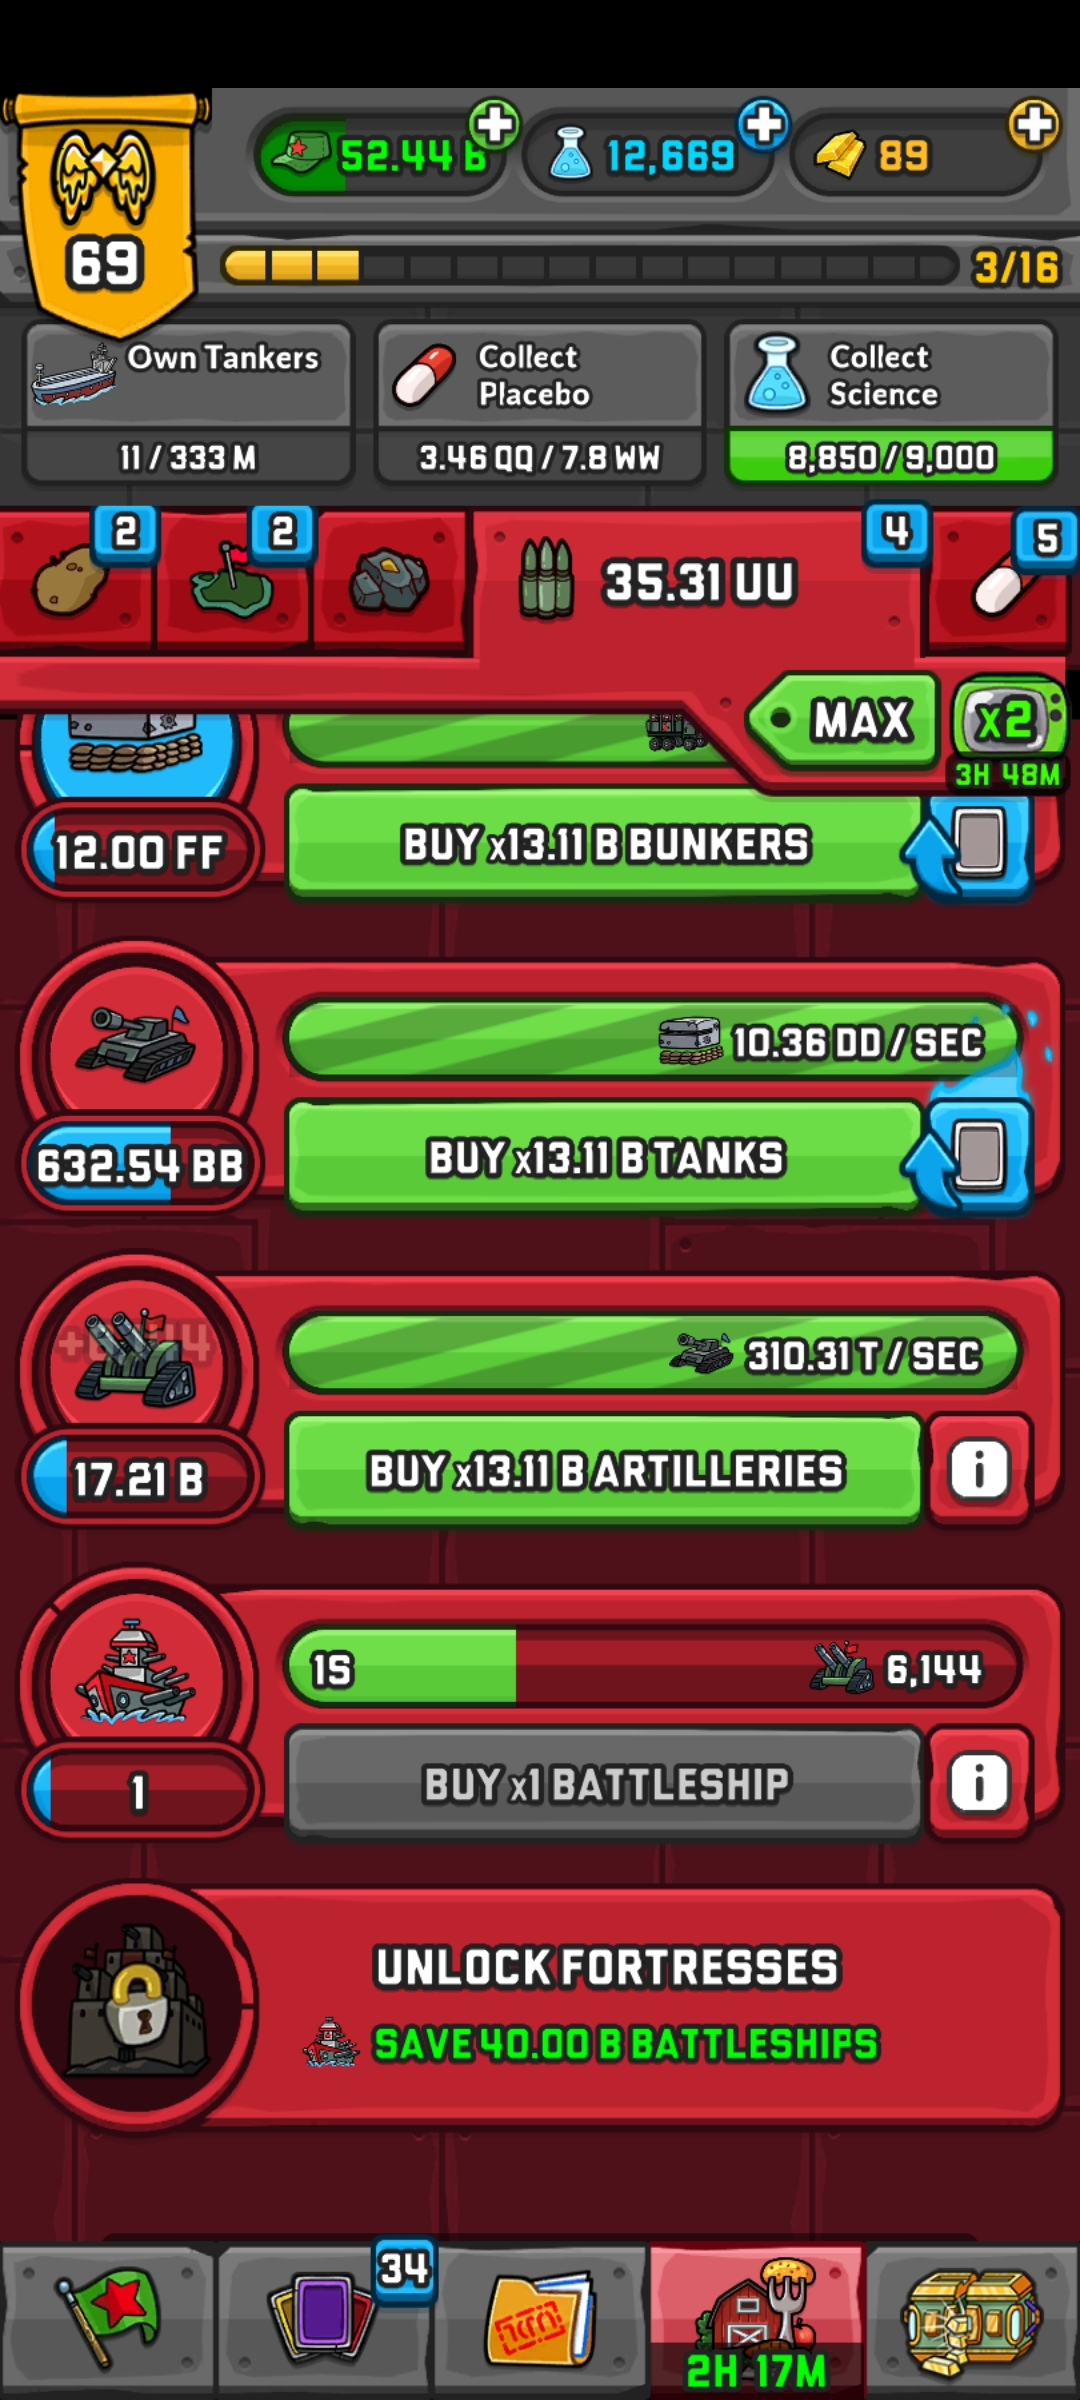 52.44 B
12,669
89
69
3/16
Own Tankers
11 / 333 M
Collect
Placebo
3.46 QQ / 7.8 WW
Collect
Science
8,850 / 9,000
2
2
35.31 UU
4
5
MAX
x2
3H 48M
12.00 FF
BUY x13.11 B BUNKERS
10.36 DD / SEC
632.54 BB
BUY x13.11 B TANKS
310.31 T / SEC
17.21 B
BUY x13.11 B ARTILLERIES
i
1S
6,144
1
BUY x1 BATTLESHIP
i
UNLOCK FORTRESSES
SAVE 40.00 B BATTLESHIPS
34
2H 17M